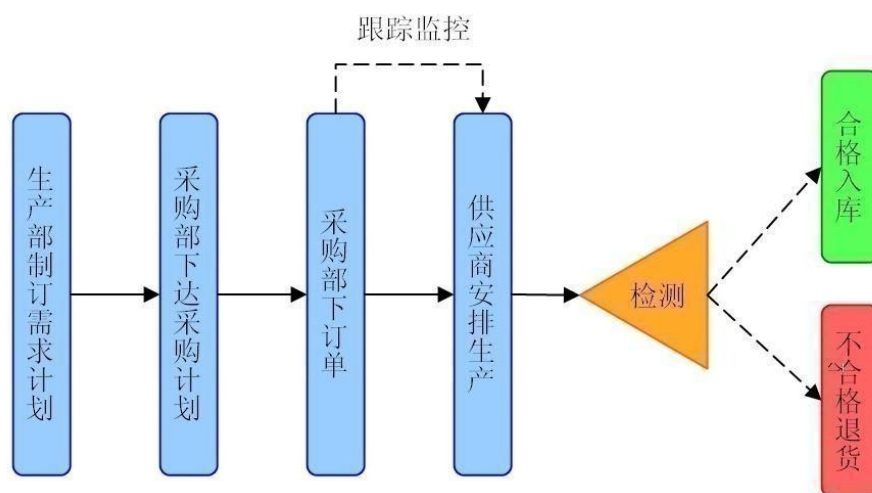 跟踪监控
生产部制订需求计划
采购部下达采购计划
采购部下订单
供应商安排生产
检测
合格入库
不合格退货